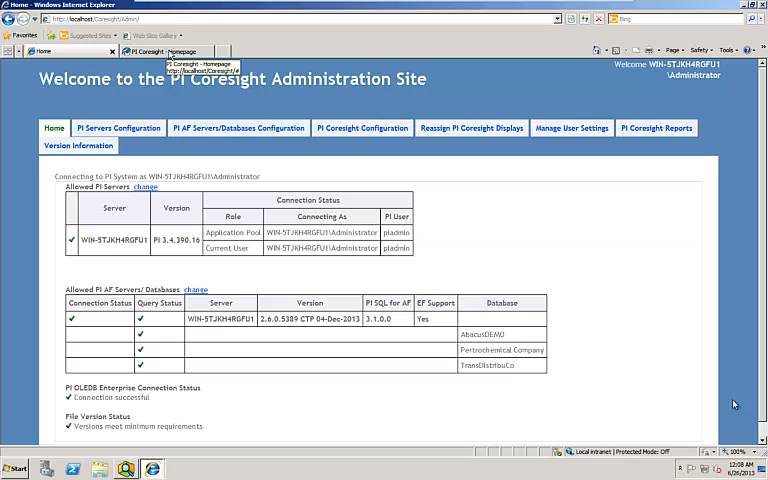 Home - Windows Internet Explorer
http://localhost/Coresight/Admin/
Bing
Favorites
Suggested Sites
Web Slice Gallery
Home
PI Coresight - Homepage
Page
Safety
Tools
PI Coresight - Homepage
http://localhost/Coresight/#
Welcome to the PI Coresight Administration Site
Welcome WIN-5TJKH4RGFU1
\Administrator
Home
PI Servers Configuration
PI AF Servers/Databases Configuration
PI Coresight Configuration
Reassign PI Coresight Displays
Manage User Settings
PI Coresight Reports
Version Information
Connecting to PI System as WIN-5TJKH4RGFU1\Administrator
Allowed PI Servers change
Server Version Connection Status
Role Connecting As PI User
WIN-5TJKH4RGFU1 PI 3.4.390.16
Application Pool WIN-5TJKH4RGFU1\Administrator piadmin
Current User WIN-5TJKH4RGFU1\Administrator piadmin
Allowed PI AF Servers/ Databases change
Connection Status Query Status Server Version PI SQL for AF EF Support Database
WIN-5TJKH4RGFU1 2.6.0.5389 CTP 04-Dec-2013 3.1.0.0 Yes
AbacusDEMO
Pertrochemical Company
TransDistribuCo
PI OLEDB Enterprise Connection Status
Connection successful
File Version Status
Versions meet minimum requirements
Local intranet | Protected Mode: Off
100%
Start
12:08 AM
6/26/2013